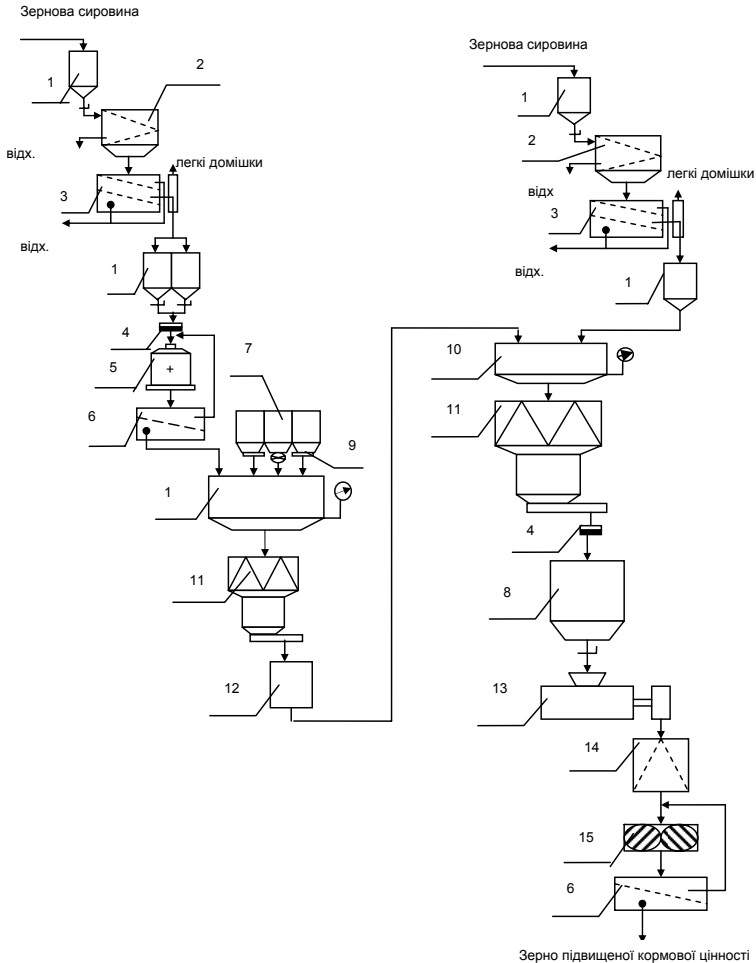 Зернова сировина
1
2
відх.
легкі домішки
3
відх.
1
4
5
7
6
9
1
11
12
Зернова сировина
1
2
легкі домішки
відх
3
відх.
1
10
11
4
8
13
14
15
6
Зерно підвищеної кормової цінності